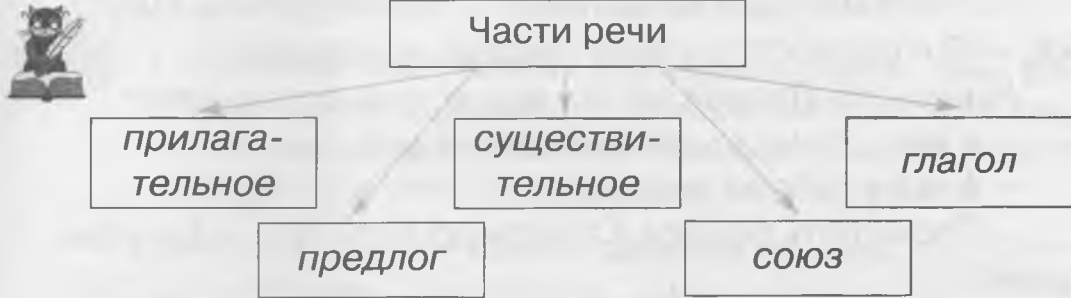 Части речи
прилага-
тельное
существи-
тельное
глагол
предлог
союз